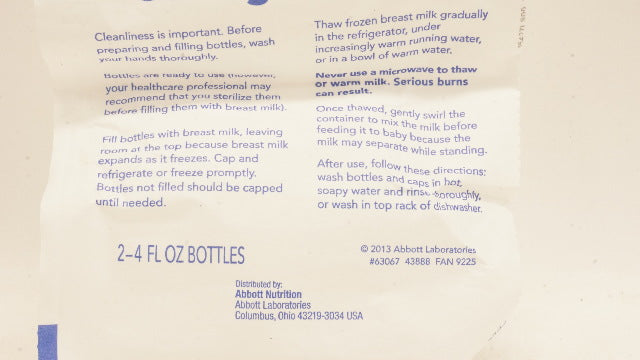 Cleanliness is important. Before
preparing and filling bottles, wash
your hands thoroughly.
Bottles are ready to use (however,
your healthcare professional may
recommend that you sterilize them
before filling them with breast milk).
Fill bottles with breast milk, leaving
room at the top because breast milk
expands as it freezes. Cap and
refrigerate or freeze promptly.
Bottles not filled should be capped
until needed.
Thaw frozen breast milk gradually
in the refrigerator, under
increasingly warm running water,
or in a bowl of warm water.
Never use a microwave to thaw
or warm milk. Serious burns
can result.
Once thawed, gently swirl the
container to mix the milk before
feeding it to baby because the
milk may separate while standing.
After use, follow these directions:
wash bottles and caps in hot,
soapy water and rinse thoroughly,
or wash in top rack of dishwasher.
2-4 FL OZ BOTTLES
© 2013 Abbott Laboratories
#63067 43888 FAN 9225
Distributed by:
Abbott Nutrition
Abbott Laboratories
Columbus, Ohio 43219-3034 USA